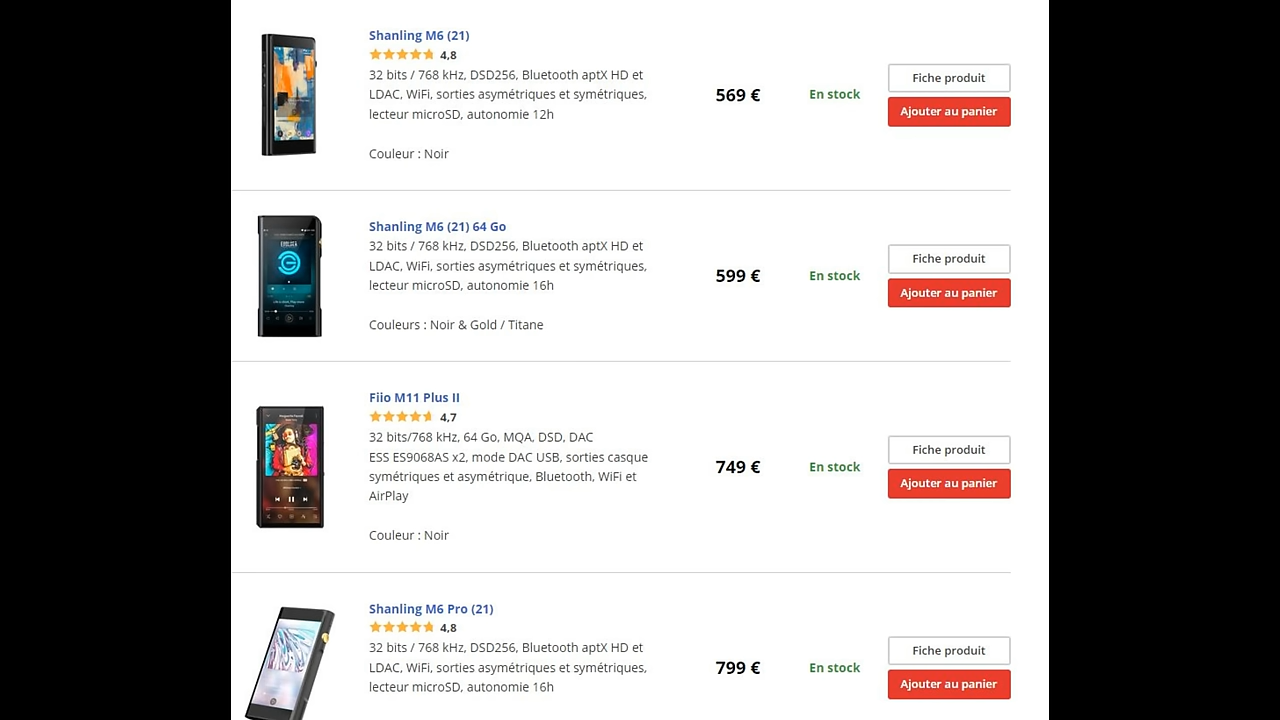 Shanling M6 (21)
4,8
32 bits / 768 kHz, DSD256, Bluetooth aptX HD et
LDAC, WiFi, sorties asymétriques et symétriques,
lecteur microSD, autonomie 12h
Couleur : Noir
569 €
En stock
Fiche produit
Ajouter au panier
Shanling M6 (21) 64 Go
32 bits / 768 kHz, DSD256, Bluetooth aptX HD et
LDAC, WiFi, sorties asymétriques et symétriques,
lecteur microSD, autonomie 16h
Couleurs : Noir & Gold / Titane
599 €
En stock
Fiche produit
Ajouter au panier
Fiio M11 Plus II
4,7
32 bits/768 kHz, 64 Go, MQA, DSD, DAC
ESS ES9068AS x2, mode DAC USB, sorties casque
symétriques et asymétrique, Bluetooth, WiFi et
AirPlay
Couleur : Noir
749 €
En stock
Fiche produit
Ajouter au panier
Shanling M6 Pro (21)
4,8
32 bits / 768 kHz, DSD256, Bluetooth aptX HD et
LDAC, WiFi, sorties asymétriques et symétriques,
lecteur microSD, autonomie 16h
799 €
En stock
Fiche produit
Ajouter au panier